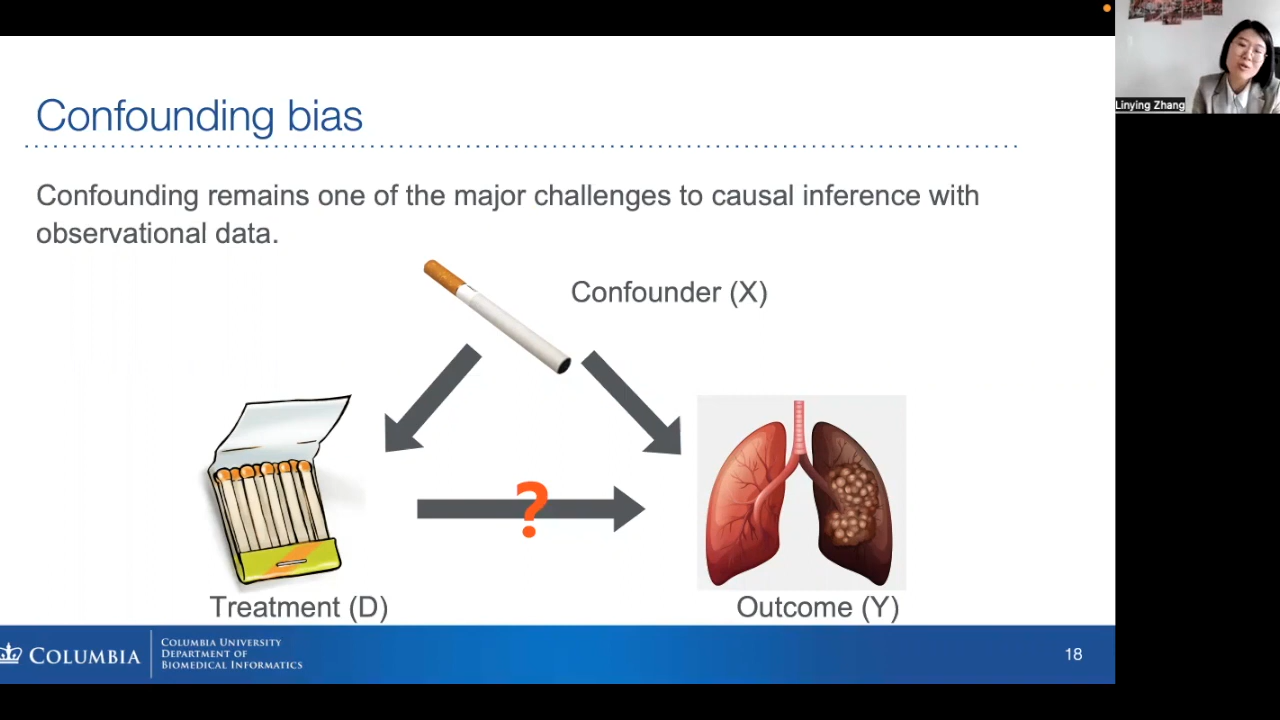 Confounding bias
Confounding remains one of the major challenges to causal inference with
observational data.
Confounder (X)
?
Treatment (D)
Outcome (Y)
COLUMBIA
COLUMBIA UNIVERSITY
DEPARTMENT OF
BIOMEDICAL INFORMATICS
18
Linying Zhang